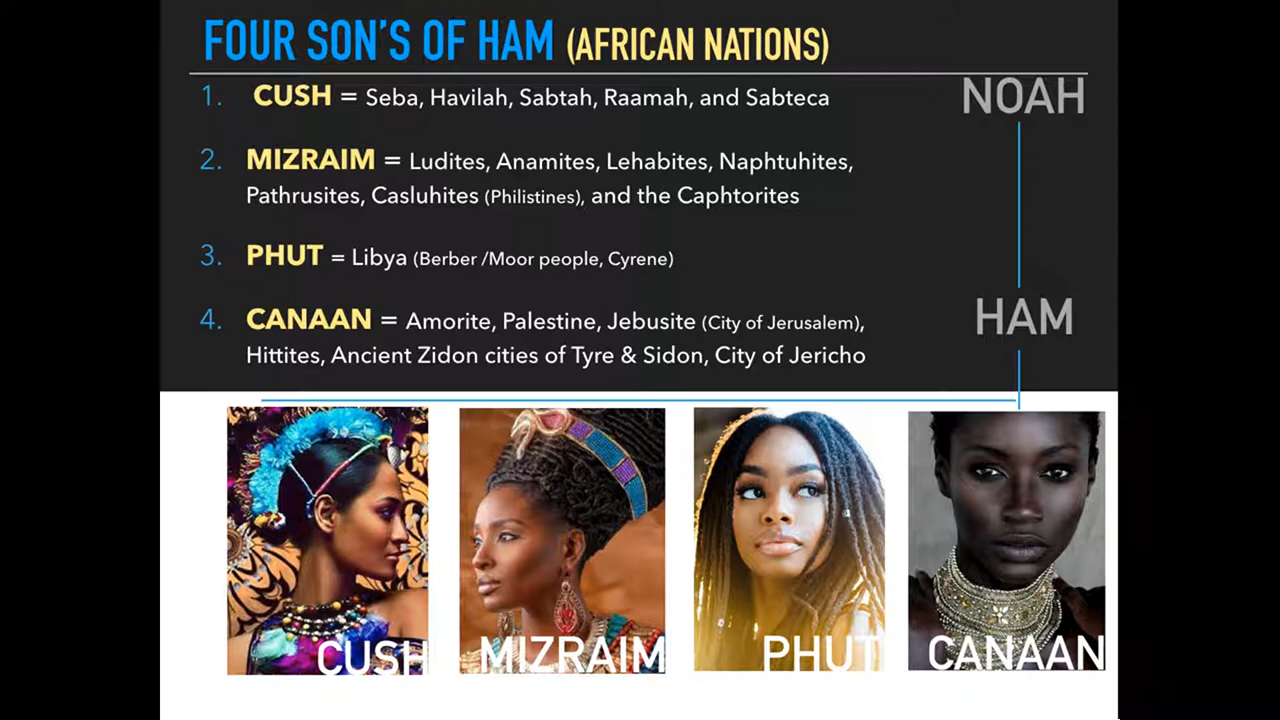 FOUR SON'S OF HAM (AFRICAN NATIONS)
1. CUSH = Seba, Havilah, Sabtah, Raamah, and Sabteca
NOAH
2. MIZRAIM = Ludites, Anamites, Lehabites, Naphtuhites,
Pathrusites, Casluhites (Philistines), and the Caphtorites
3. PHUT = Libya (Berber /Moor people, Cyrene)
4. CANAAN = Amorite, Palestine, Jebusite (City of Jerusalem),
Hittites, Ancient Zidon cities of Tyre & Sidon, City of Jericho
HAM
CUSH
MIZRAIM
PHUT
CANAAN